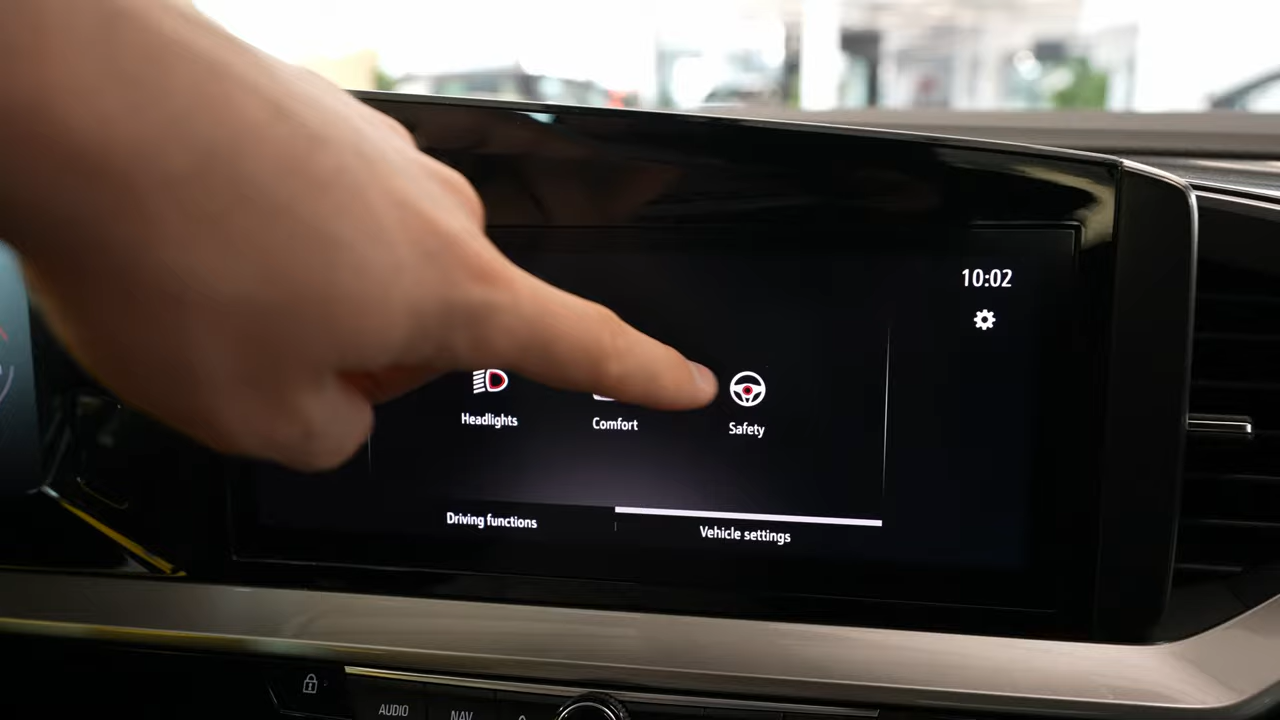 10:02
Headlights
Comfort
Safety
Driving functions
Vehicle settings
AUDIO
NAV